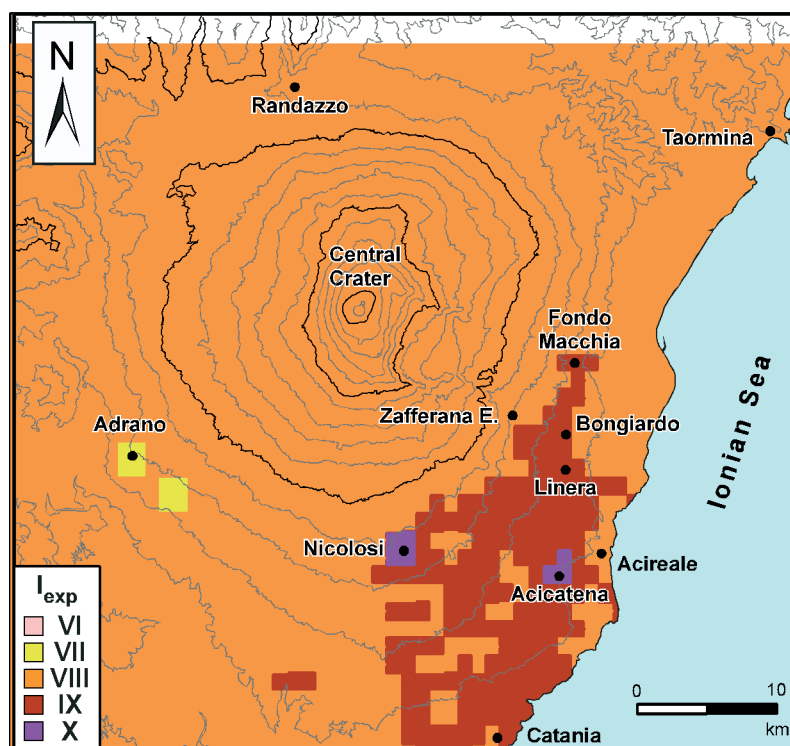 N
Randazzo
Taormina
Central
Crater
Fondo
Macchia
Zafferana E.
Adrano
Bongiardo
Linera
Ionian Sea
Nicolosi
Acireale
Acicatena
Catania
I exp
VI
VII
VIII
IX
X
0 10
km